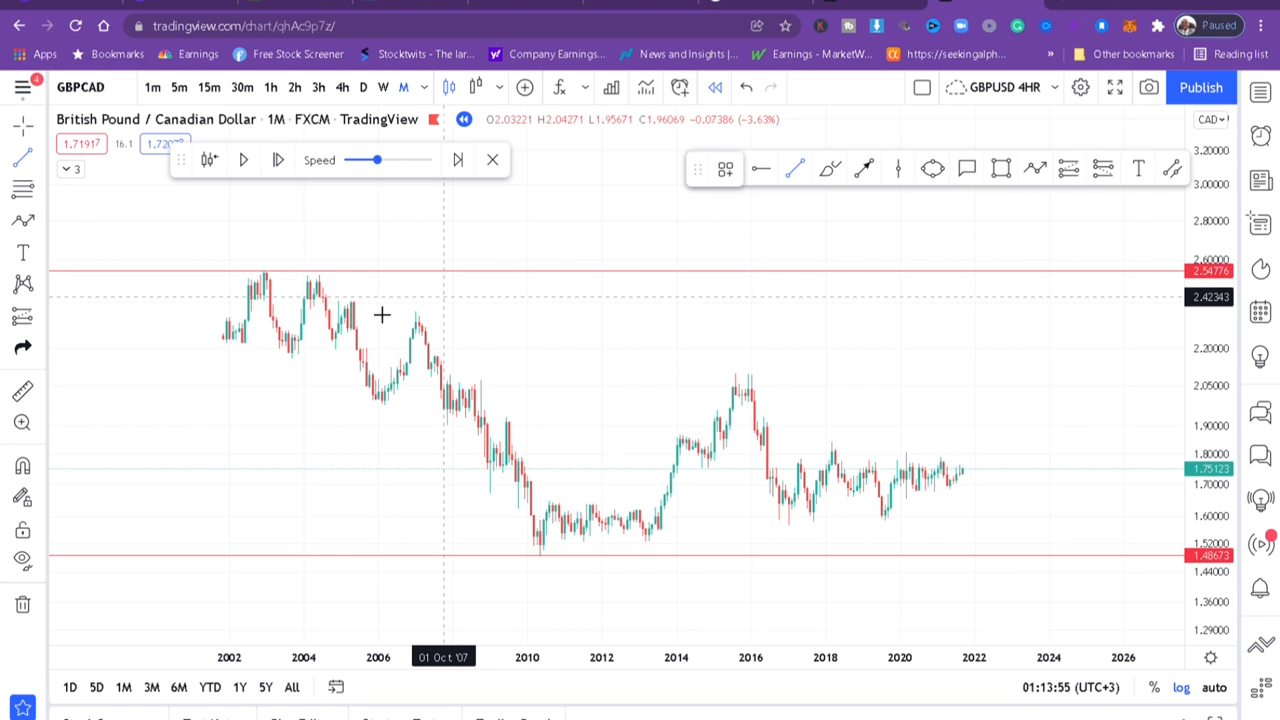 tradingview.com/chart/qhAc9p7z/
Paused
Apps
Bookmarks
Earnings
Free Stock Screener
Stocktwits - The lar...
Company Earnings...
News and Insights |...
Earnings - MarketW...
https://seekingalph...
»
Other bookmarks
Reading list
4
GBPCAD
1m 5m 15m 30m 1h 2h 3h 4h D W M
GBPUSD 4HR
Publish
British Pound / Canadian Dollar · 1M · FXCM · TradingView
O2.03221 H2.04271 L1.95671 C1.96069 -0.07386 (-3.63%)
CAD
1.71917 16.1
3
Speed
3.20000
3.00000
2.80000
2.60000
2.54776
2.42343
2.20000
2.05000
1.90000
1.80000
1.75123
1.70000
1.60000
1.52000
1.48673
1.44000
1.36000
1.29000
2002 2004 2006 01 Oct '07 2010 2012 2014 2016 2018 2020 2022 2024 2026
1D 5D 1M 3M 6M YTD 1Y 5Y All
01:13:55 (UTC+3) % log auto